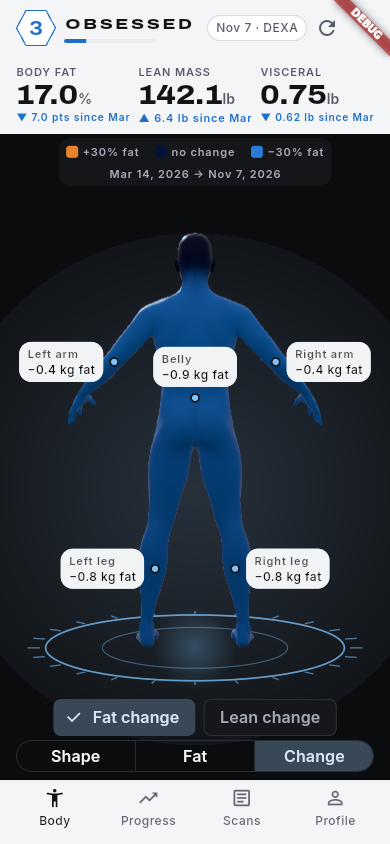 3 OBSESSED Nov 7 · DEXA
DEBUG
BODY FAT LEAN MASS VISCERAL
17.0% 142.1lb 0.75lb
▼ 7.0 pts since Mar ▲ 6.4 lb since Mar ▼ 0.62 lb since Mar
+30% fat no change −30% fat
Mar 14, 2026 → Nov 7, 2026
Left arm
−0.4 kg fat
Belly
−0.9 kg fat
Right arm
−0.4 kg fat
Left leg
−0.8 kg fat
Right leg
−0.8 kg fat
Fat change Lean change
Shape Fat Change
Body Progress Scans Profile